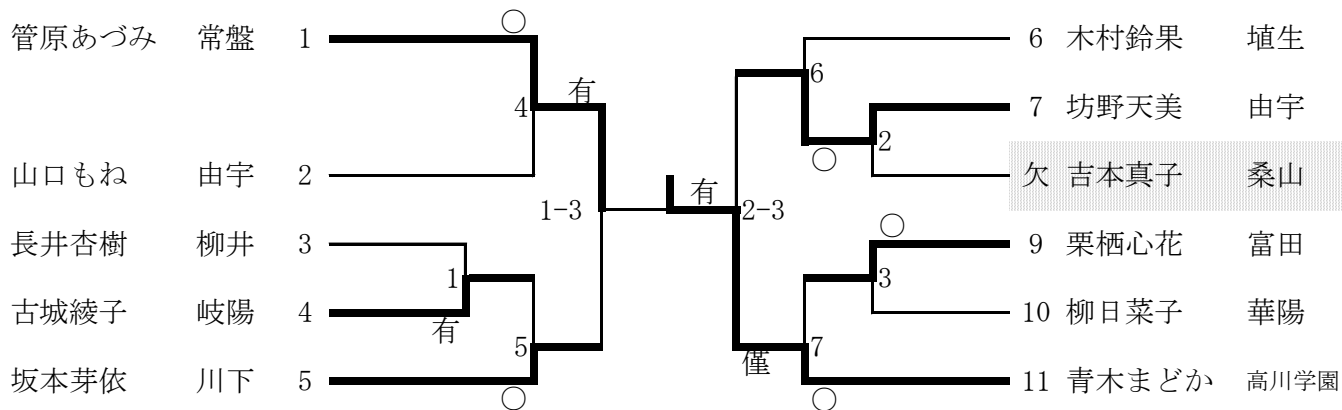 管原あづみ 常盤 1
山口もね 由宇 2
長井杏樹 柳井 3
古城綾子 岐陽 4
坂本芽依 川下 5
○
4
有
1
有
5
○
1-3
有
2-3
6
○
2
○
3
僅
7
○
6 木村鈴果 埴生
7 坊野天美 由宇
欠 吉本真子 桑山
9 栗栖心花 富田
10 柳日菜子 華陽
11 青木まどか 高川学園